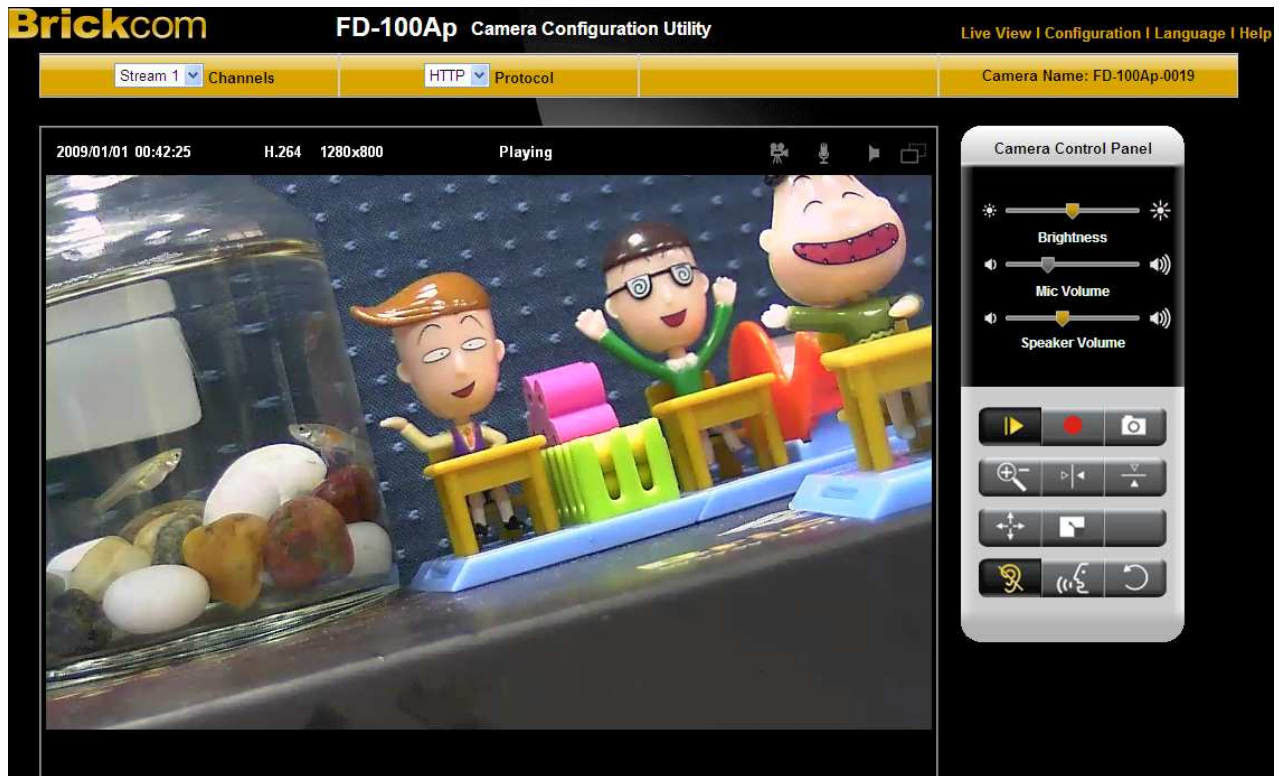 Brickcom
FD-100Ap Camera Configuration Utility
Live View I Configuration I Language I Help
Stream 1 Channels
HTTP Protocol
Camera Name: FD-100Ap-0019
2009/01/01 00:42:25 H.264 1280x800 Playing
Camera Control Panel
Brightness
Mic Volume
Speaker Volume